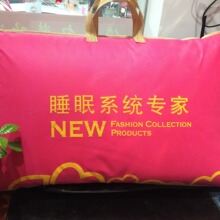 睡眠系统专家
NEW FASHION COLLECTION
PRODUCTS